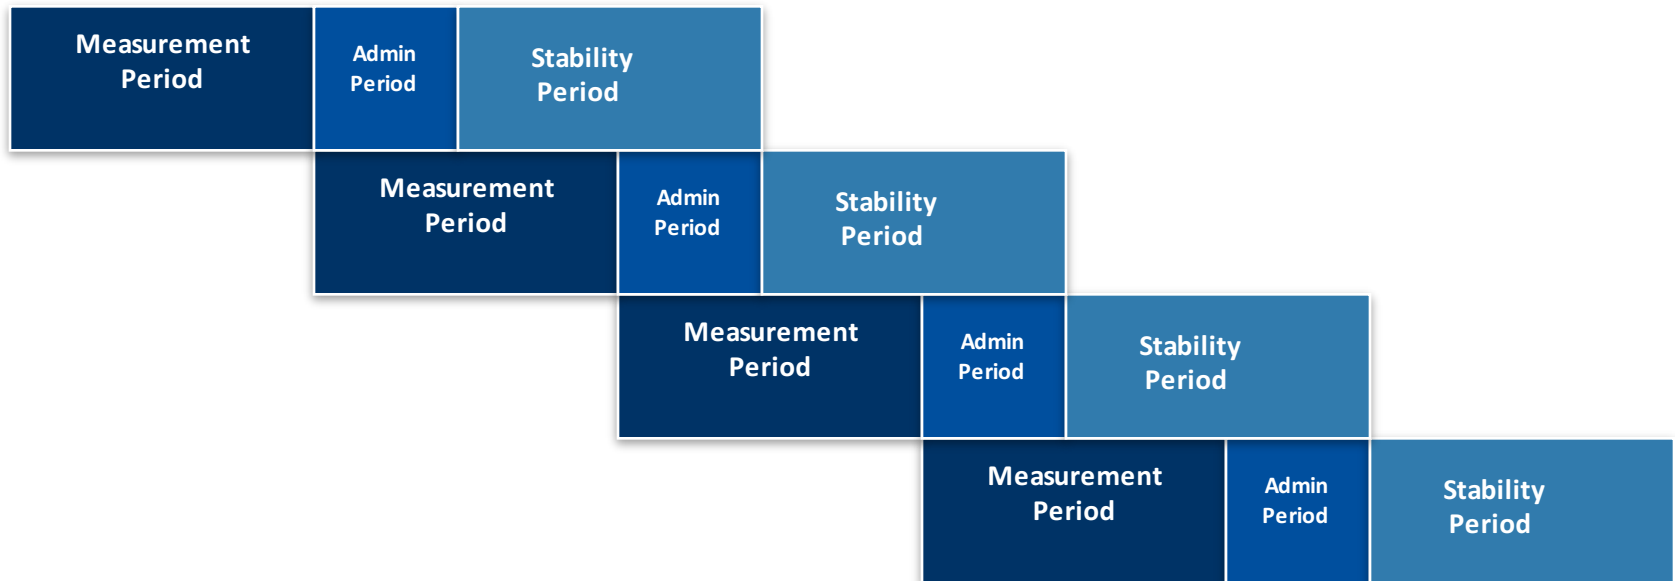 Measurement
Period
Admin
Period
Stability
Period
Measurement
Period
Admin
Period
Stability
Period
Measurement
Period
Admin
Period
Stability
Period
Measurement
Period
Admin
Period
Stability
Period